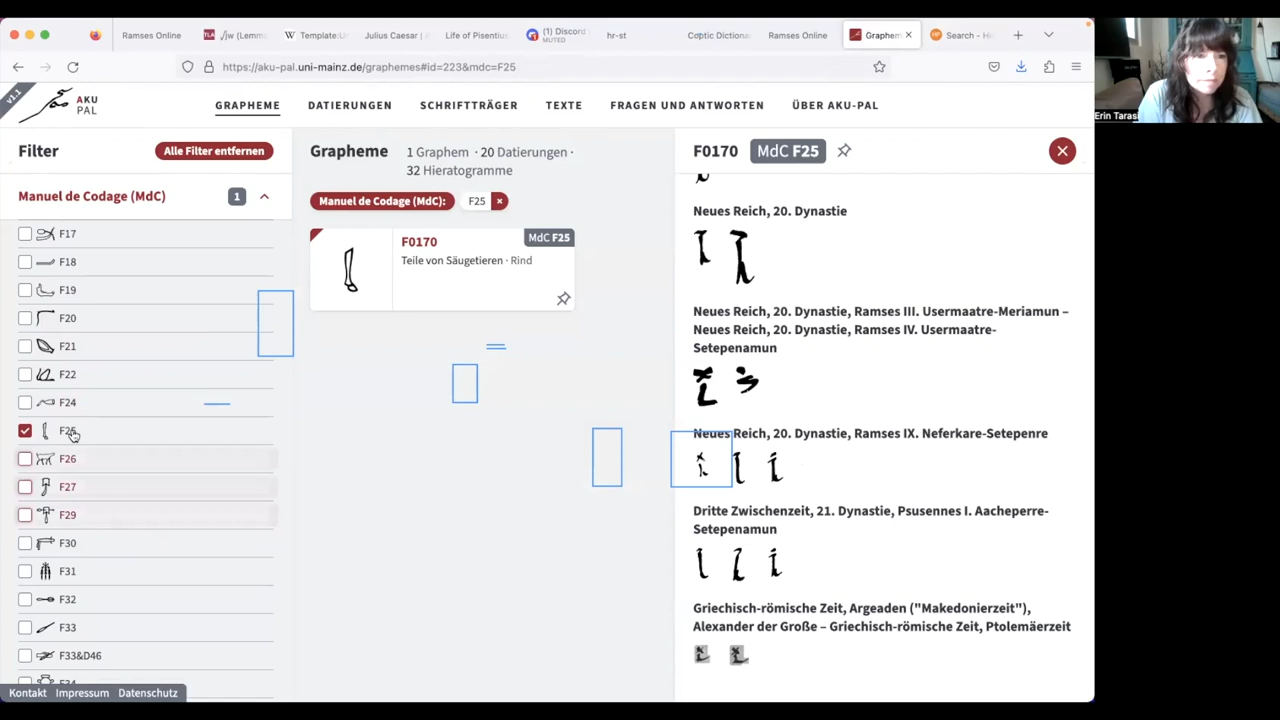 Ramses Online
TLA √jw (Lemm
W Template:U
Julius Caesar (
Life of Pisentius
(1) Discord
MUTED
hr-st
Coptic Dictiona
Ramses Online
Graphem
HP Search - Hi
https://aku-pal.uni-mainz.de/graphemes#id=223&mdc=F25
v1.1
AKU
PAL
GRAPHEME
DATIERUNGEN
SCHRIFTTRÄGER
TEXTE
FRAGEN UND ANTWORTEN
ÜBER AKU-PAL
Erin Taras
Filter
Alle Filter entfernen
Manuel de Codage (MdC)
1
F17
F18
F19
F20
F21
F22
F24
F25
F26
F27
F29
F30
F31
F32
F33
F33&D46
Kontakt Impressum Datenschutz
Grapheme
1 Graphem · 20 Datierungen ·
32 Hieratogramme
Manuel de Codage (MdC):
F25
F0170
MdC F25
Teile von Säugetieren · Rind
F0170
MdC F25
Neues Reich, 20. Dynastie
Neues Reich, 20. Dynastie, Ramses III. Usermaatre-Meriamun –
Neues Reich, 20. Dynastie, Ramses IV. Usermaatre-
Setepenamun
Neues Reich, 20. Dynastie, Ramses IX. Neferkare-Setepenre
Dritte Zwischenzeit, 21. Dynastie, Psusennes I. Aacheperre-
Setepenamun
Griechisch-römische Zeit, Argeaden ("Makedonierzeit"),
Alexander der Große – Griechisch-römische Zeit, Ptolemäerzeit